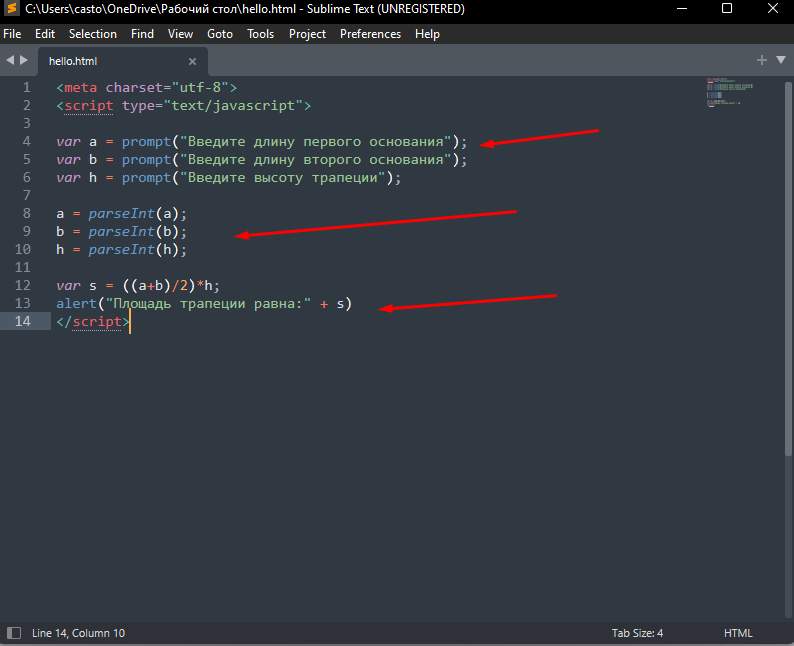 C:\Users\casto\OneDrive\Рабочий стол\hello.html - Sublime Text (UNREGISTERED)
File Edit Selection Find View Goto Tools Project Preferences Help
hello.html
1 <meta charset="utf-8">
2 <script type="text/javascript">
3
4 var a = prompt("Введите длину первого основания");
5 var b = prompt("Введите длину второго основания");
6 var h = prompt("Введите высоту трапеции");
7
8 a = parseInt(a);
9 b = parseInt(b);
10 h = parseInt(h);
11
12 var s = ((a+b)/2)*h;
13 alert("Площадь трапеции равна:" + s)
14 </script>
Line 14, Column 10 Tab Size: 4 HTML